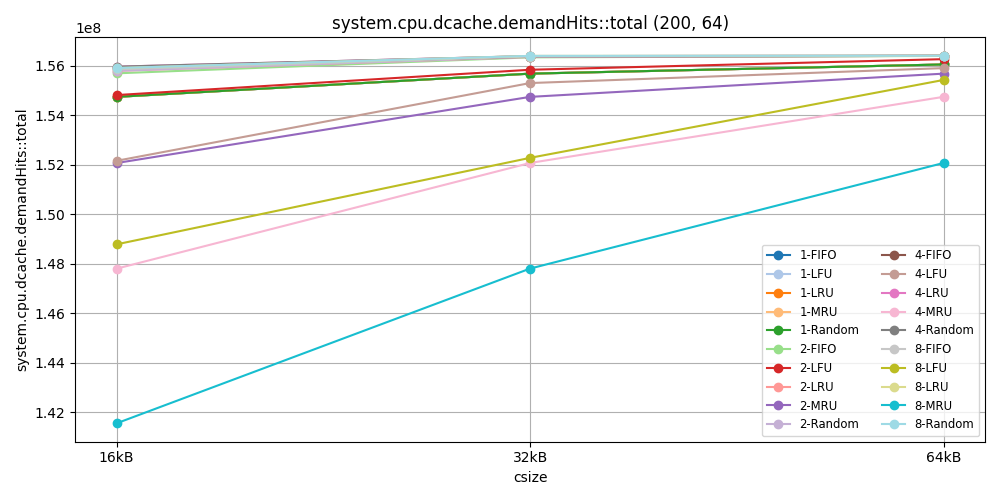 system.cpu.dcache.demandHits::total (200, 64)
1e8
1.56
1.54
1.52
1.50
1.48
1.46
1.44
1.42
system.cpu.dcache.demandHits::total
16kB
32kB
64kB
csize
1-FIFO
1-LFU
1-LRU
1-MRU
1-Random
2-FIFO
2-LFU
2-LRU
2-MRU
2-Random
4-FIFO
4-LFU
4-LRU
4-MRU
4-Random
8-FIFO
8-LFU
8-LRU
8-MRU
8-Random